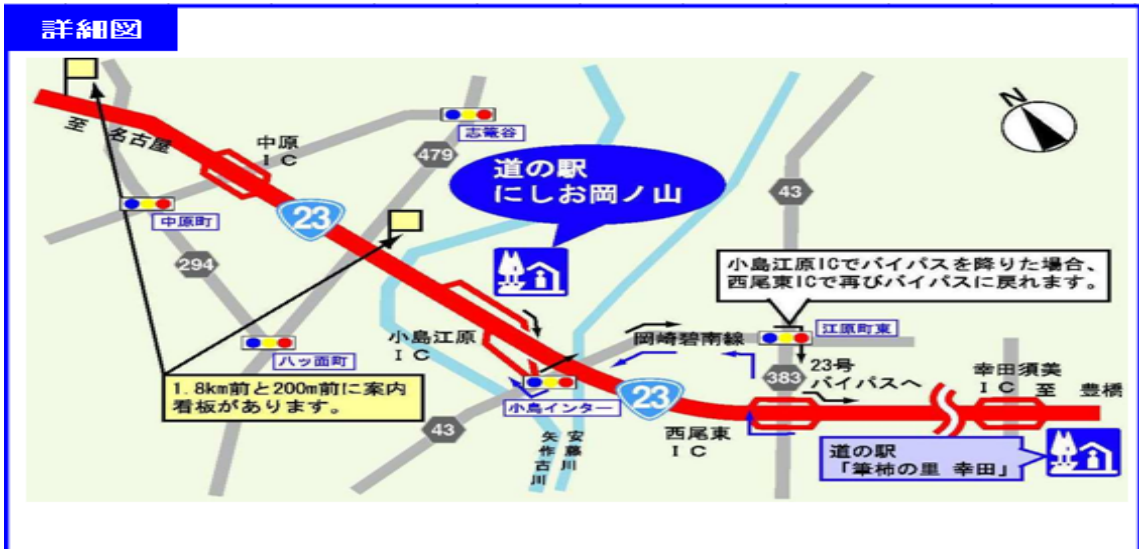 詳細図
至 名古屋
中原
IC
志篭谷
479
道の駅
にしお岡ノ山
N
43
中原町
23
294
小島江原ICでバイパスを降りた場合、
西尾東ICで再びバイパスに戻れます。
小島江原
IC
岡崎碧南線
江原町東
八ッ面町
1.8km前と200m前に案内
看板があります。
383
23号
バイパスへ
幸田須美
IC
至 豊橋
小島インター
23
43
西尾東
IC
矢作古川
安藤川
道の駅
「筆柿の里 幸田」